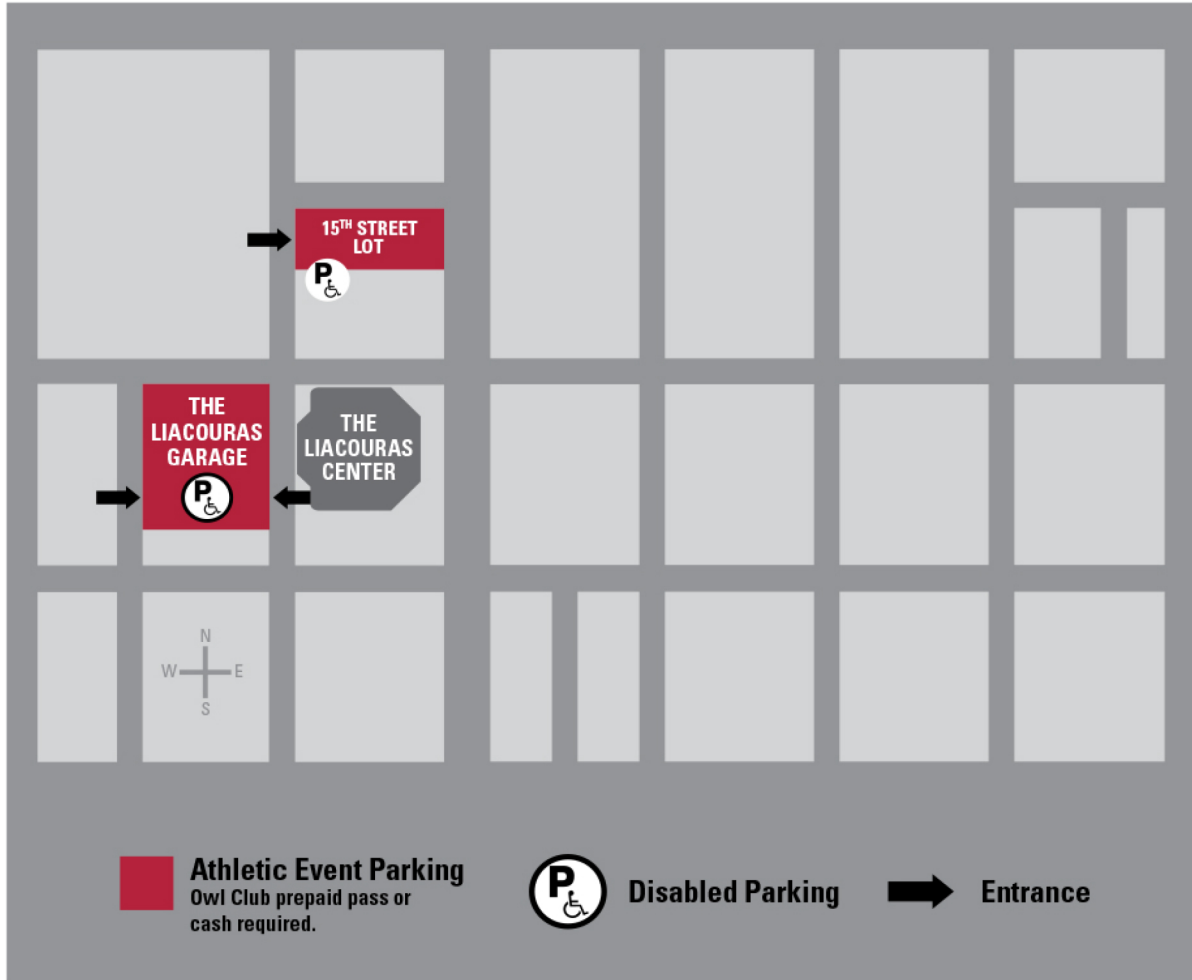 15TH STREET
LOT
P
THE
LIACOURAS
GARAGE
P
THE
LIACOURAS
CENTER
N
W E
S
Athletic Event Parking
Owl Club prepaid pass or
cash required.
P
Disabled Parking
Entrance